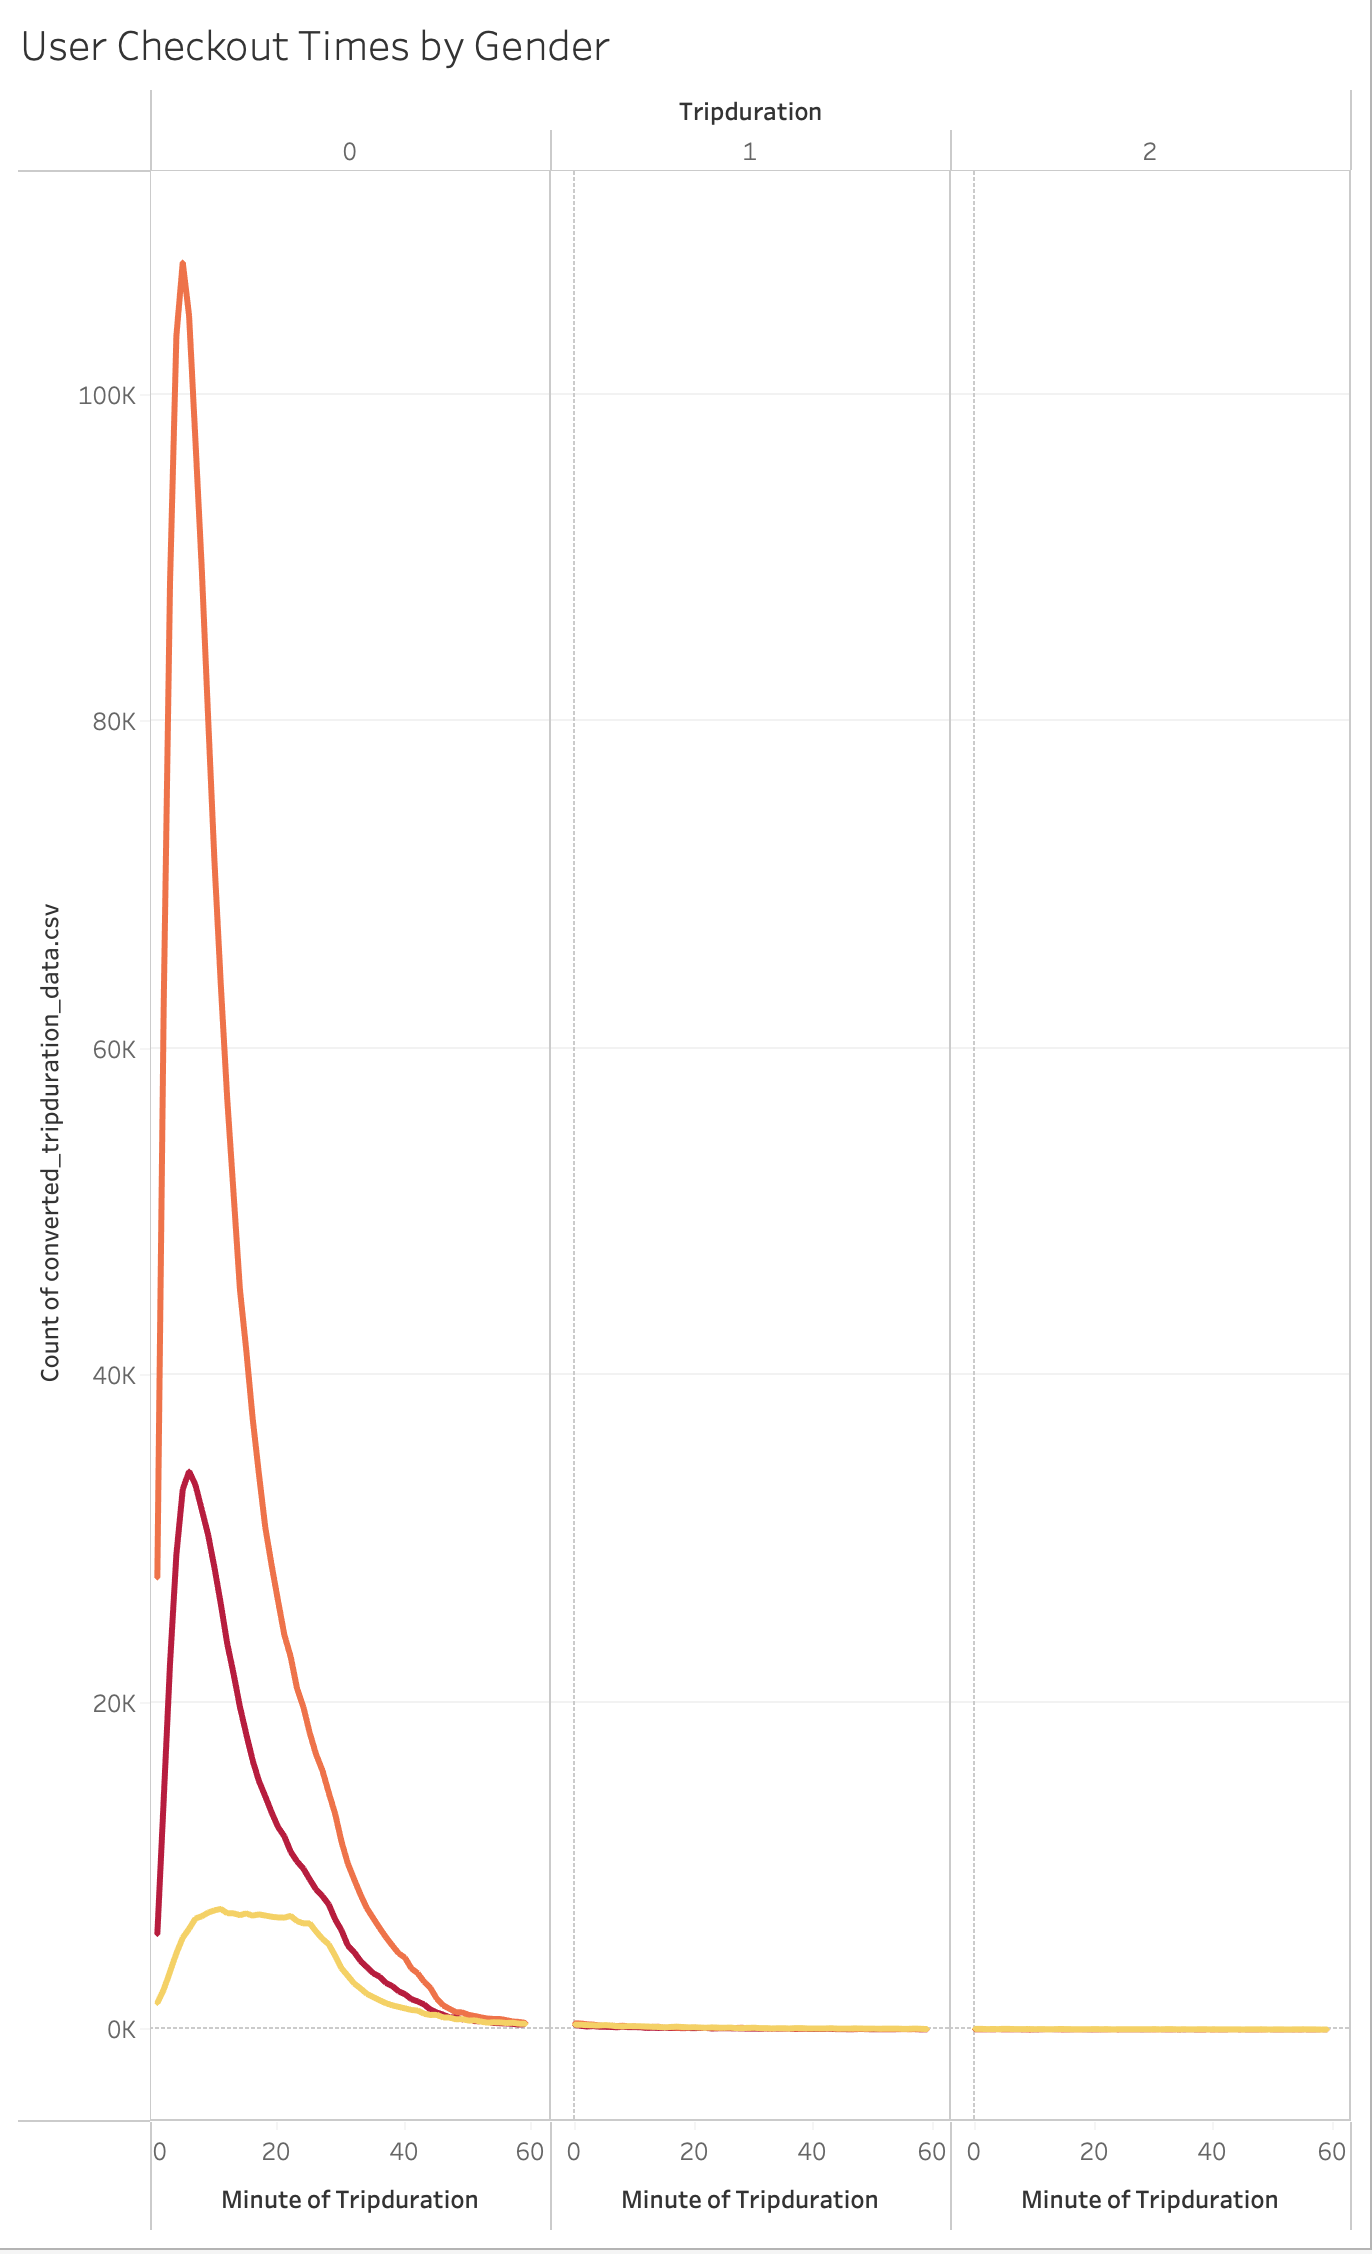 User Checkout Times by Gender
Tripduration
0 1 2
Count of converted_tripduration_data.csv
100K
80K
60K
40K
20K
0K
0 20 40 60 0 20 40 60 0 20 40 60
Minute of Tripduration Minute of Tripduration Minute of Tripduration